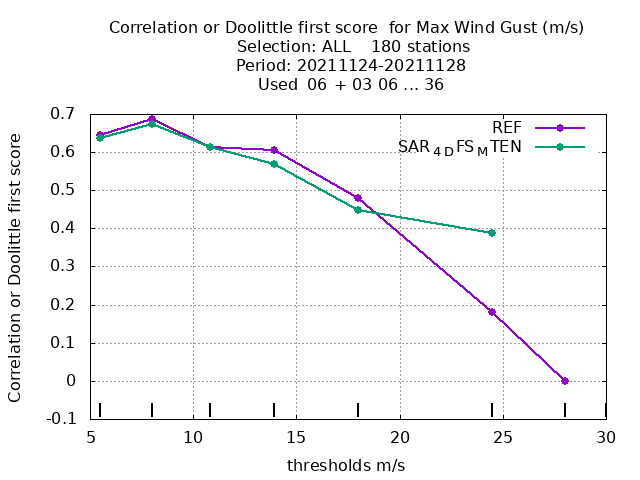 Correlation or Doolittle first score for Max Wind Gust (m/s)
Selection: ALL 180 stations
Period: 20211124-20211128
Used 06 + 03 06 ... 36
Correlation or Doolittle first score
0.7
0.6
0.5
0.4
0.3
0.2
0.1
0
-0.1
REF
SAR4DFSMTEN
5 10 15 20 25 30
thresholds m/s